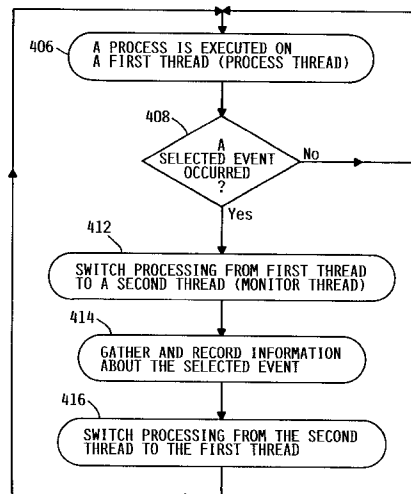 406
A PROCESS IS EXECUTED ON
A FIRST THREAD (PROCESS THREAD)
408
A
SELECTED EVENT
OCCURRED
?
No
Yes
412
SWITCH PROCESSING FROM FIRST THREAD
TO A SECOND THREAD (MONITOR THREAD)
414
GATHER AND RECORD INFORMATION
ABOUT THE SELECTED EVENT
416
SWITCH PROCESSING FROM THE SECOND
THREAD TO THE FIRST THREAD